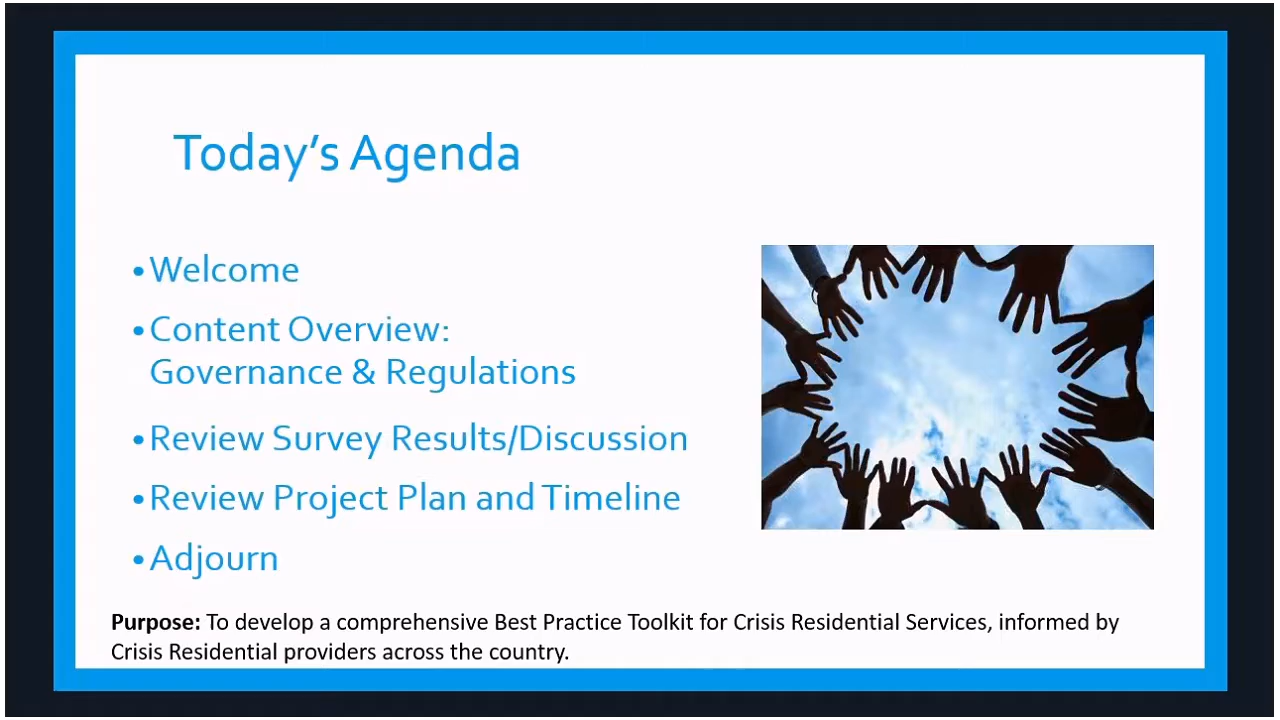 Today’s Agenda
•Welcome
•Content Overview:
Governance & Regulations
•Review Survey Results/Discussion
•Review Project Plan and Timeline
•Adjourn
Purpose: To develop a comprehensive Best Practice Toolkit for Crisis Residential Services, informed by
Crisis Residential providers across the country.